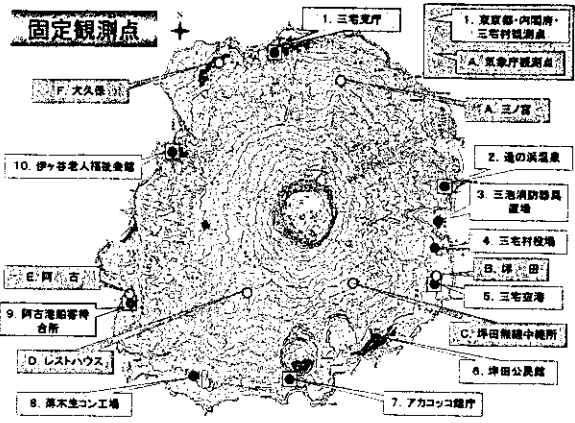 固定観測点
N
1. 三宅支庁
1. 東京都・内閣府・
三宅村観測点
A. 気象庁観測点
F. 大久保
A. 三ノ宮
10. 伊ヶ谷老人福祉会館
2. 逢の浜温泉
3. 三池消防器具
置場
4. 三宅村役場
E. 阿 古
B. 坪 田
9. 阿古港船客待
合所
5. 三宅空港
C. 坪田無線中継所
D. レストハウス
6. 坪田公民館
8. 薄木生コン工場
7. アカコッコ館庁